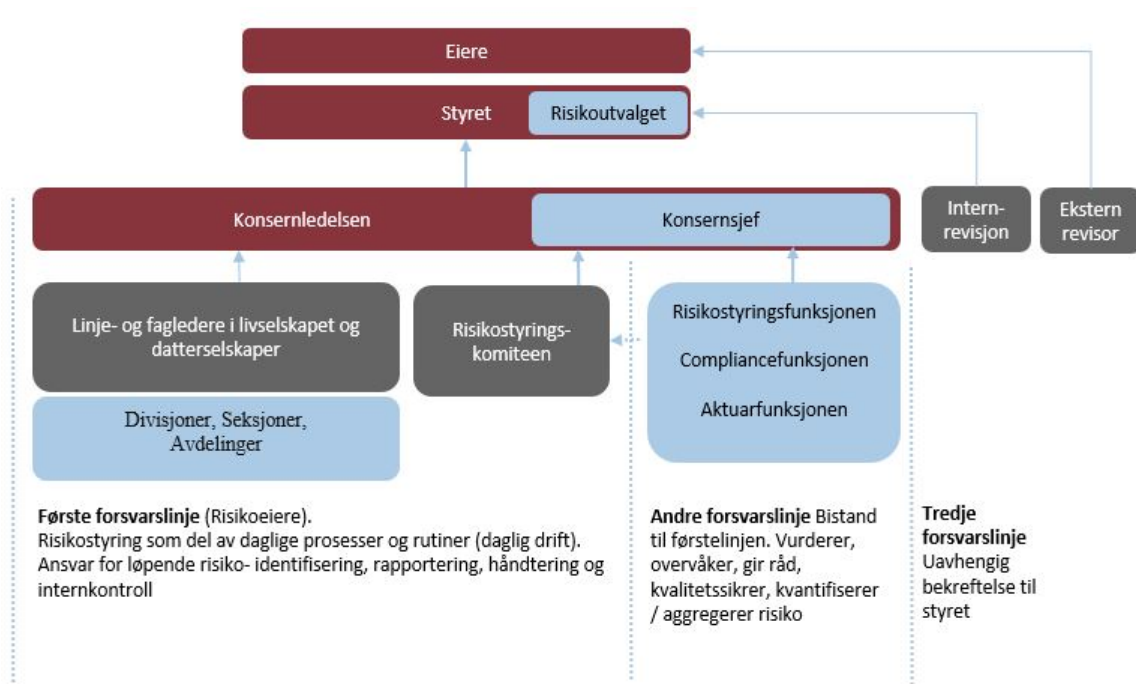 Eiere
Styret
Risikoutvalget
Konsernledelsen
Konsernsjef
Intern-
revisjon
Ekstern
revisor
Linje- og fagledere i livselskapet og
datterselskaper
Risikostyrings-
komiteen
Risikostyringsfunksjonen
Compliancefunksjonen
Aktuarfunksjonen
Divisjoner, Seksjoner,
Avdelinger
Første forsvarslinje (Risikoeiere).
Risikostyring som del av daglige prosesser og rutiner (daglig drift).
Ansvar for løpende risiko- identifisering, rapportering, håndtering og
internkontroll
Andre forsvarslinje Bistand
til førstelinjen. Vurderer,
overvåker, gir råd,
kvalitetssikrer, kvantifiserer
/ aggregerer risiko
Tredje
forsvarslinje
Uavhengig
bekreftelse til
styret